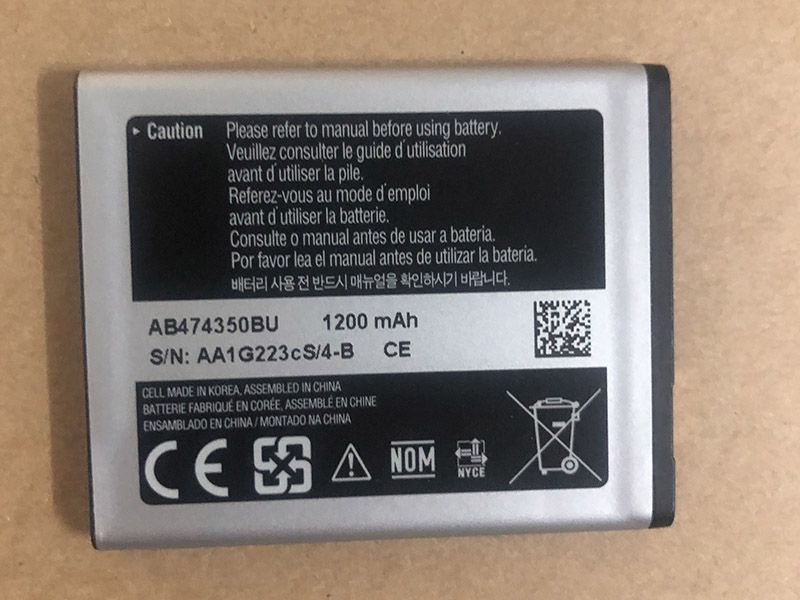 ▸ Caution Please refer to manual before using battery.
Veuillez consulter le guide d'utilisation
avant d'utiliser la pile.
Referez-vous au mode d'emploi
avant d'utiliser la batterie.
Consulte o manual antes de usar a bateria.
Por favor lea el manual antes de utilizar la bateria.
배터리 사용 전 반드시 매뉴얼을 확인하시기 바랍니다.
AB474350BU 1200 mAh
S/N: AA1G223cS/4-B CE
CELL MADE IN KOREA, ASSEMBLED IN CHINA
BATTERIE FABRIQUÉ EN CORÉE, ASSEMBLÉ EN CHINE
ENSAMBLADO EN CHINA / MONTADO NA CHINA
CE NOM NYCE